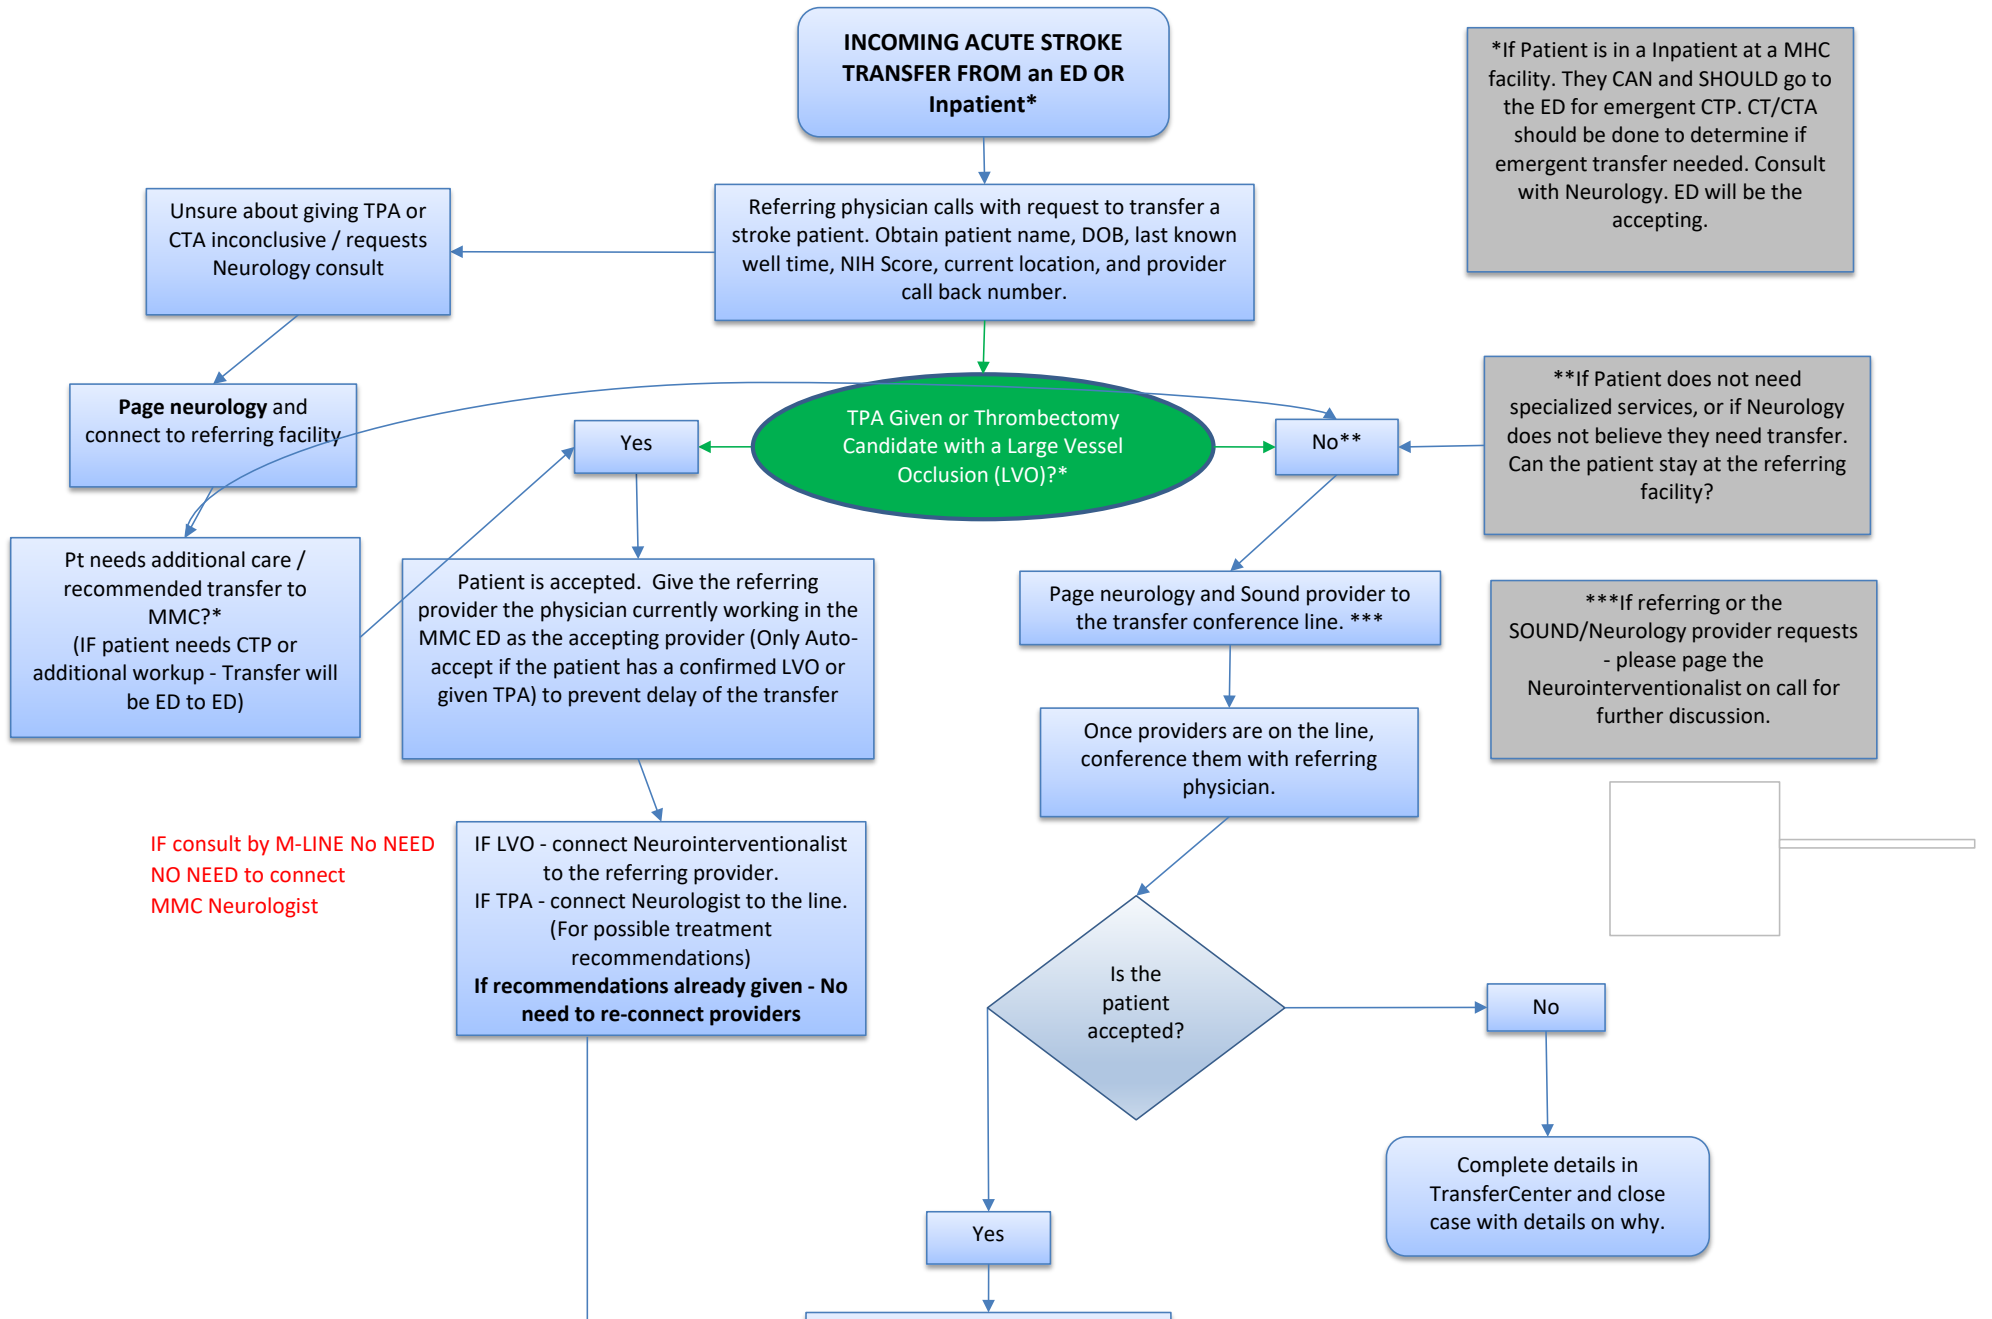 INCOMING ACUTE STROKE
TRANSFER FROM an ED OR
Inpatient*
*If Patient is in a Inpatient at a MHC
facility. They CAN and SHOULD go to
the ED for emergent CTP. CT/CTA
should be done to determine if
emergent transfer needed. Consult
with Neurology. ED will be the
accepting.
Unsure about giving TPA or
CTA inconclusive / requests
Neurology consult
Referring physician calls with request to transfer a
stroke patient. Obtain patient name, DOB, last known
well time, NIH Score, current location, and provider
call back number.
Page neurology and
connect to referring facility
Yes
TPA Given or Thrombectomy
Candidate with a Large Vessel
Occlusion (LVO)?*
No**
**If Patient does not need
specialized services, or if Neurology
does not believe they need transfer.
Can the patient stay at the referring
facility?
Pt needs additional care /
recommended transfer to
MMC?*
(IF patient needs CTP or
additional workup - Transfer will
be ED to ED)
Patient is accepted.  Give the referring
provider the physician currently working in the
MMC ED as the accepting provider (Only Auto-
accept if the patient has a confirmed LVO or
given TPA) to prevent delay of the transfer
Page neurology and Sound provider to
the transfer conference line. ***
***If referring or the
SOUND/Neurology provider requests
- please page the
Neurointerventionalist on call for
further discussion.
Once providers are on the line,
conference them with referring
physician.
IF consult by M-LINE No NEED
NO NEED to connect
MMC Neurologist
IF LVO - connect Neurointerventionalist
to the referring provider.
IF TPA - connect Neurologist to the line.
(For possible treatment
recommendations)
If recommendations already given - No
need to re-connect providers
Is the
patient
accepted?
No
Complete details in
TransferCenter and close
case with details on why.
Yes